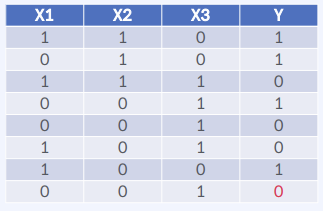 X1 X2 X3 Y
1 1 0 1
0 1 0 1
1 1 1 0
0 0 1 1
0 0 1 0
1 0 1 0
1 0 0 1
0 0 1 0